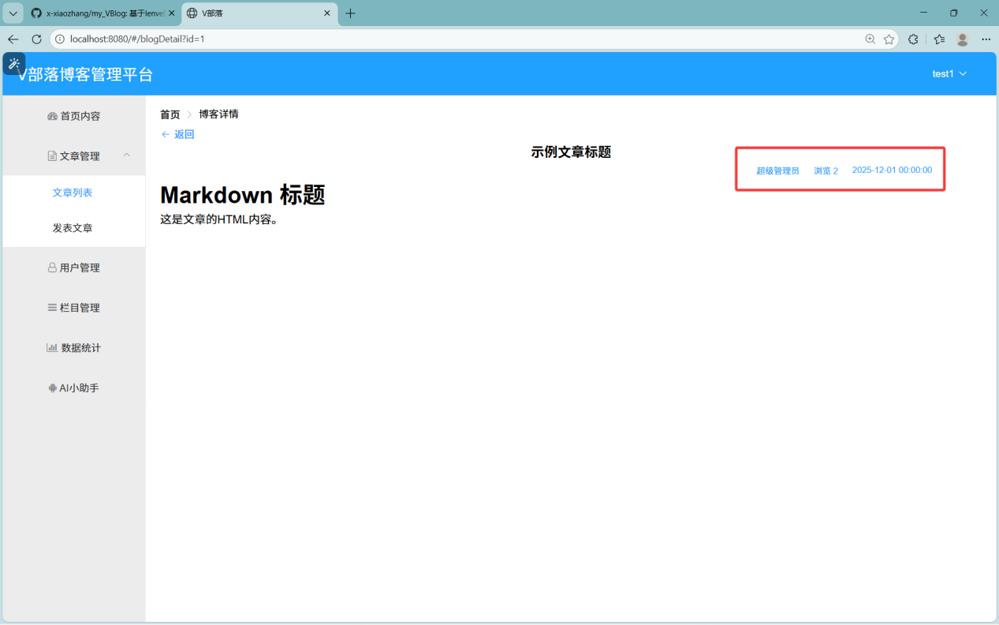 x-xiaozhang/my_VBlog: 基于lenve
V部落
localhost:8080/#/blogDetail?id=1
V部落博客管理平台
test1
首页内容
文章管理
文章列表
发表文章
用户管理
栏目管理
数据统计
AI小助手
首页 > 博客详情
← 返回
示例文章标题
超级管理员 浏览 2 2025-12-01 00:00:00
Markdown 标题
这是文章的HTML内容。